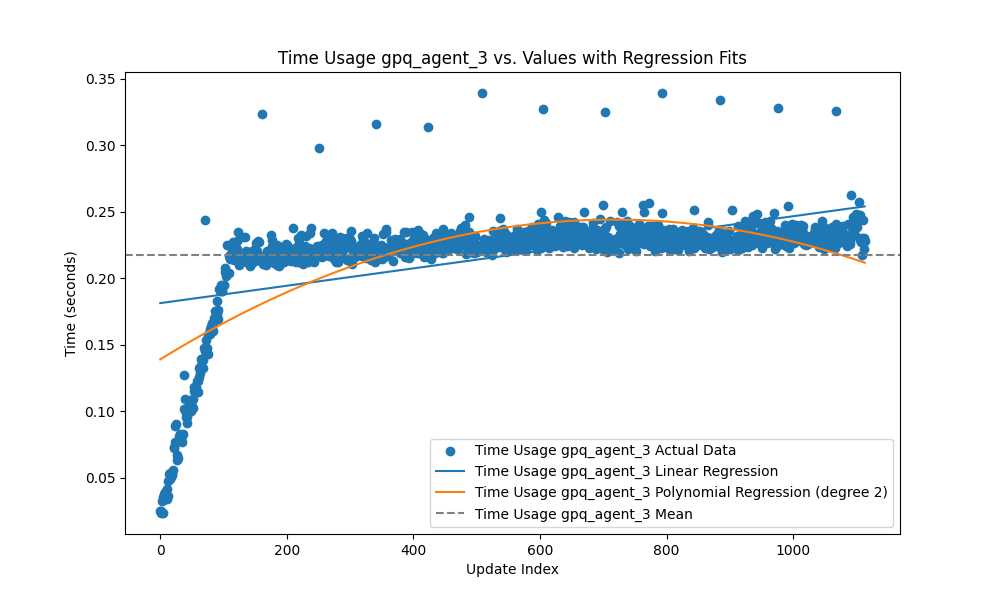 Time Usage gpq_agent_3 vs. Values with Regression Fits
0.35
0.30
0.25
0.20
0.15
0.10
0.05
Time (seconds)
Time Usage gpq_agent_3 Actual Data
Time Usage gpq_agent_3 Linear Regression
Time Usage gpq_agent_3 Polynomial Regression (degree 2)
Time Usage gpq_agent_3 Mean
0 200 400 600 800 1000
Update Index